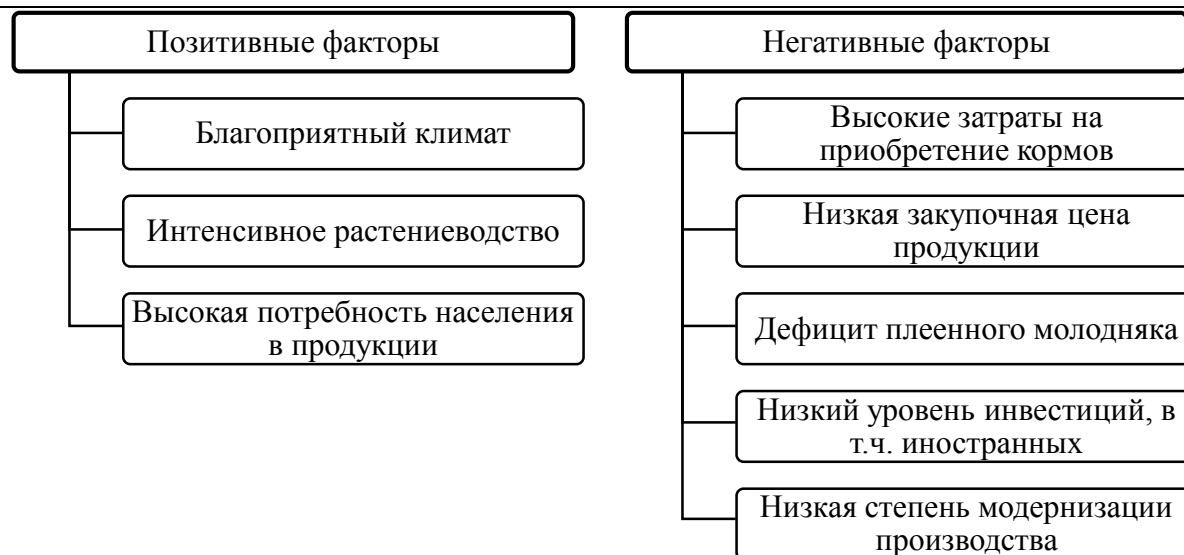 Позитивные факторы
Благоприятный климат
Интенсивное растениеводство
Высокая потребность населения
в продукции
Негативные факторы
Высокие затраты на
приобретение кормов
Низкая закупочная цена
продукции
Дефицит плеенного молодняка
Низкий уровень инвестиций, в
т.ч. иностранных
Низкая степень модернизации
производства